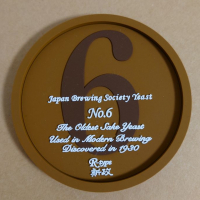 6
Japan Brewing Society Yeast
No.6
The Oldest Sake Yeast
Used in Modern Brewing
Discovered in 1930
R-type
新政